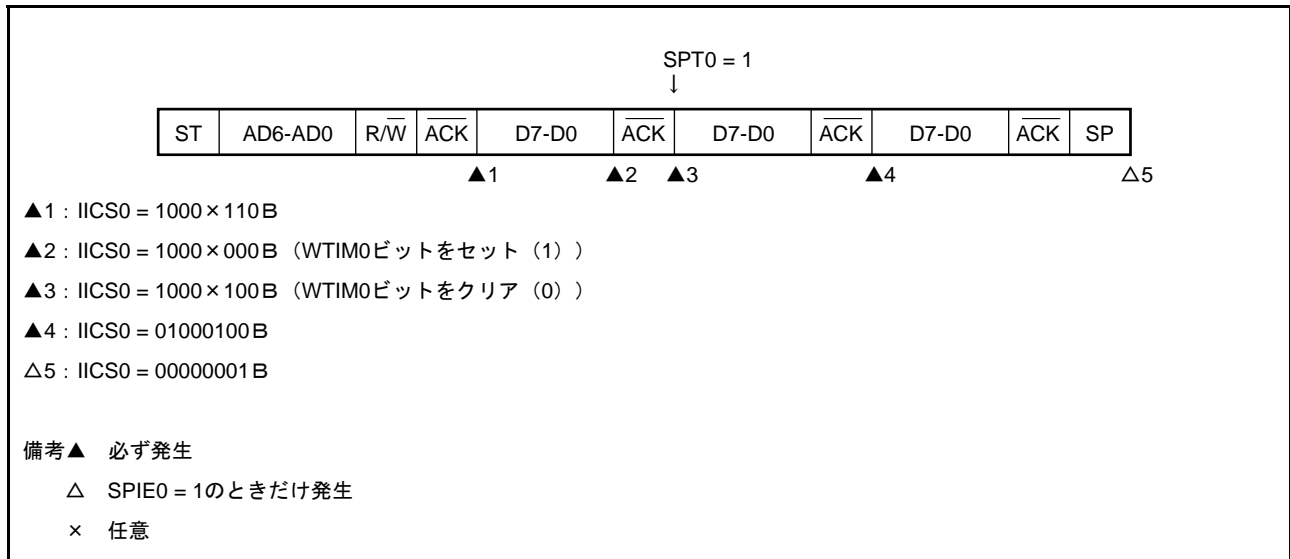 SPT0 = 1
↓
ST AD6-AD0 R/W̅ A̅C̅K̅ D7-D0 A̅C̅K̅ D7-D0 A̅C̅K̅ D7-D0 A̅C̅K̅ SP
▲1 ▲2 ▲3 ▲4 △5
▲1 : IICS0 = 1000×110B
▲2 : IICS0 = 1000×000B(WTIM0ビットをセット(1))
▲3 : IICS0 = 1000×100B(WTIM0ビットをクリア(0))
▲4 : IICS0 = 01000100B
△5 : IICS0 = 00000001B
備考▲ 必ず発生
△ SPIE0 = 1のときだけ発生
× 任意